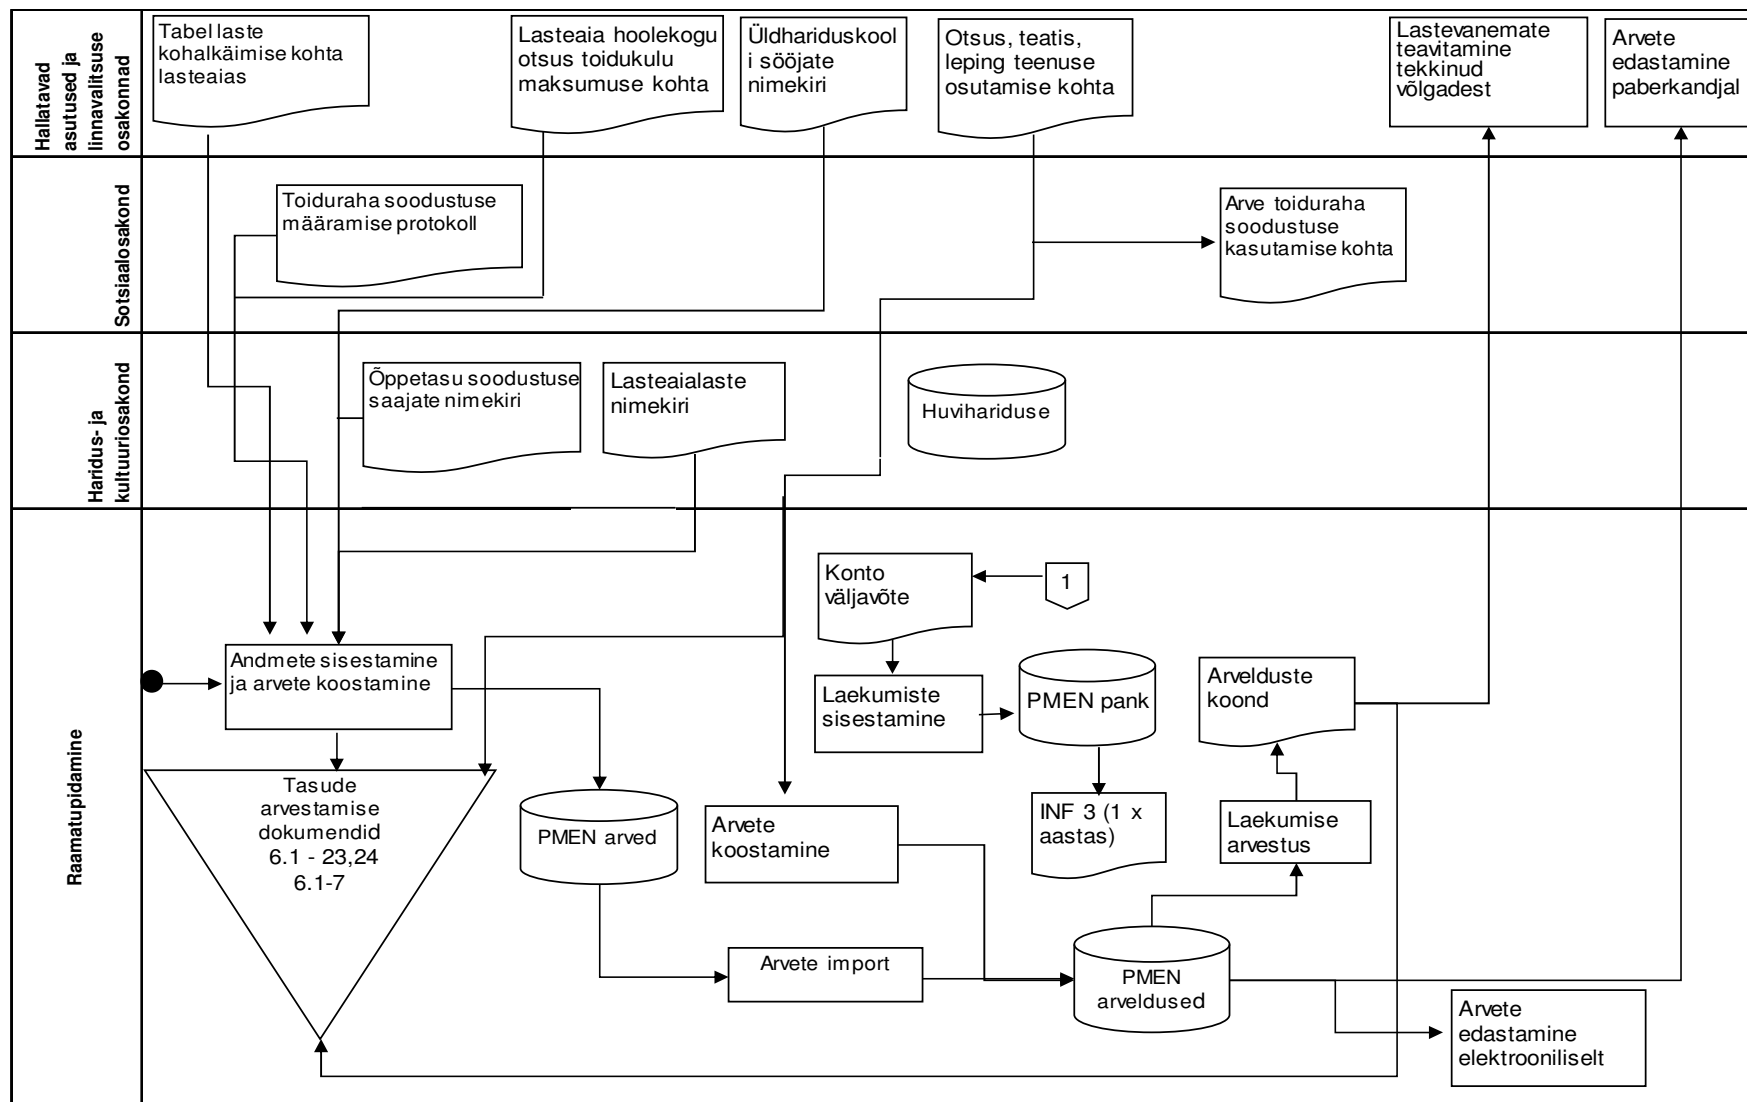 Hallatavad
asutused ja
linnavalitsuse
osakonnad
Tabel laste
kohalkäimise kohta
lasteaias
Lasteaia hoolekogu
otsus toidukulu
maksumuse kohta
Üldhariduskool
i sööjate
nimekiri
Otsus, teatis,
leping teenuse
osutamise kohta
Lastevanemate
teavitamine
tekkinud
võlgadest
Arvete
edastamine
paberkandjal
Sotsiaalosakond
Toiduraha soodustuse
määramise protokoll
Arve toiduraha
soodustuse
kasutamise kohta
Haridus- ja
kultuuriosakond
Õppetasu soodustuse
saajate nimekiri
Lasteaialaste
nimekiri
Huvihariduse
Raamatupidamine
Konto
väljavõte
1
Andmete sisestamine
ja arvete koostamine
Laekumiste
sisestamine
PMEN pank
Arvelduste
koond
Tasude
arvestamise
dokumendid
6.1 - 23,24
6.1-7
PMEN arved
Arvete
koostamine
INF 3 (1 x
aastas)
Laekumise
arvestus
Arvete import
PMEN
arveldused
Arvete
edastamine
elektrooniliselt